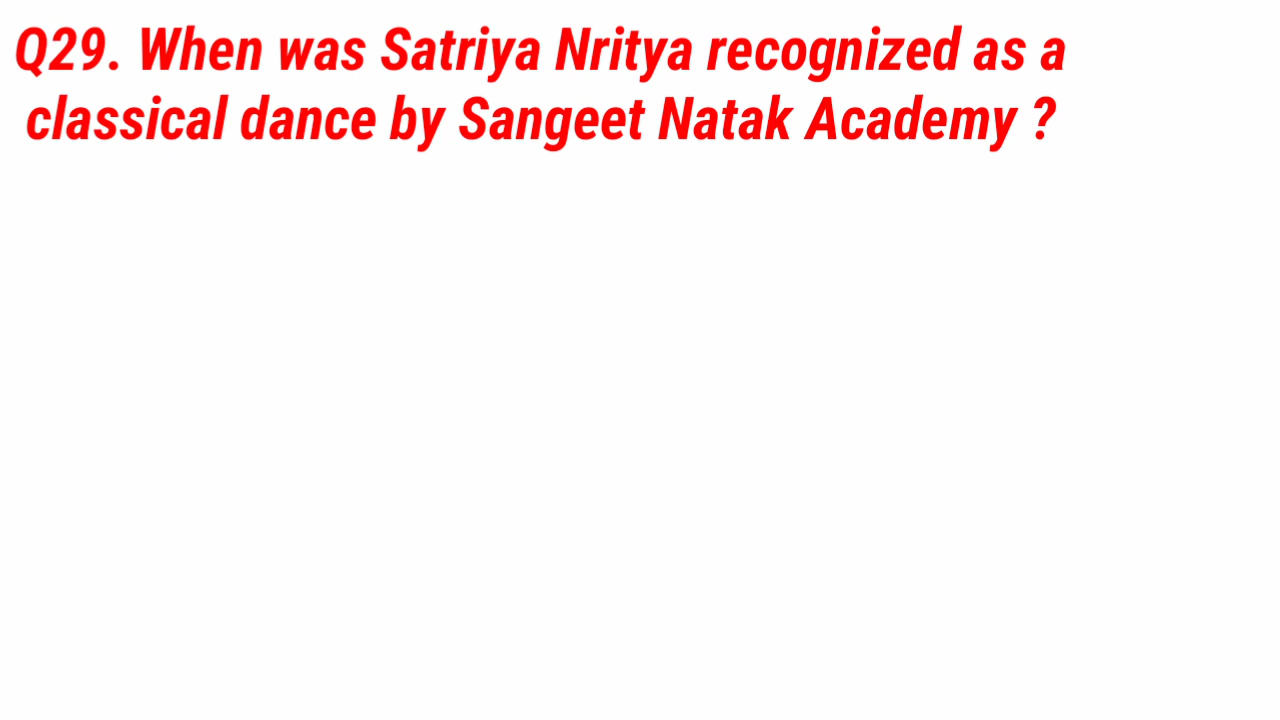 Q29. When was Satriya Nritya recognized as a
classical dance by Sangeet Natak Academy ?